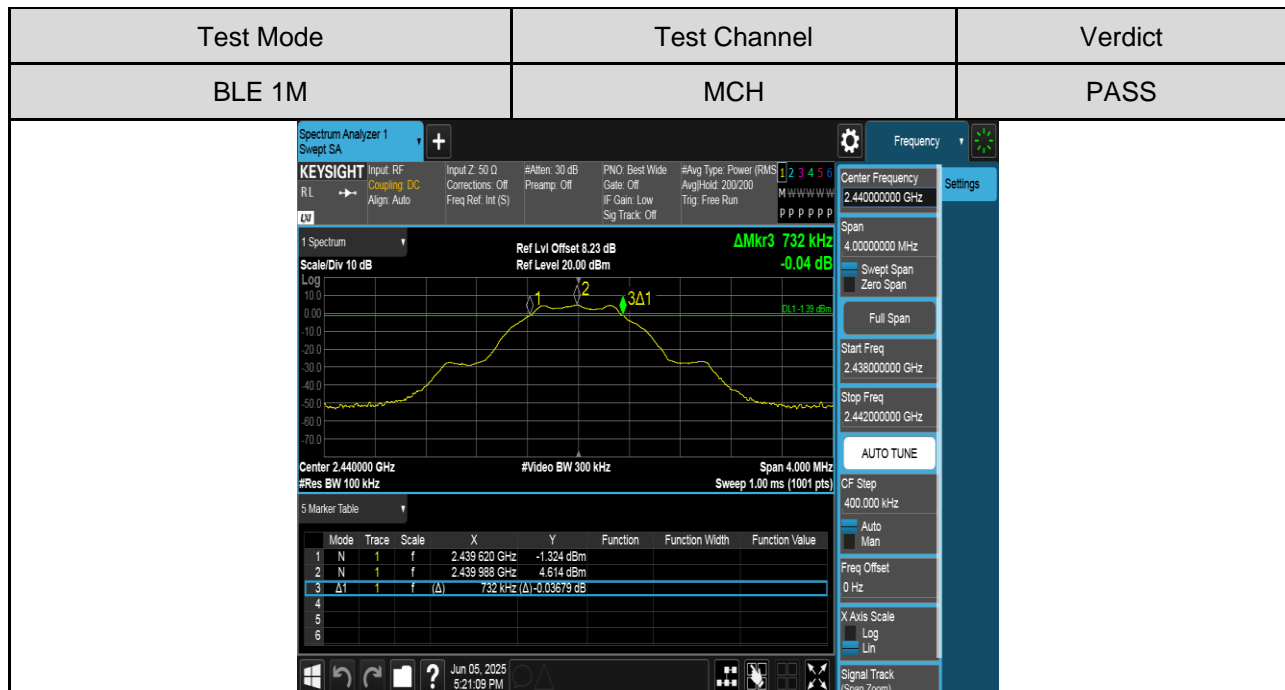 Test Mode Test Channel Verdict
BLE 1M MCH PASS
Spectrum Analyzer 1
Swept SA
+
Frequency
KEYSIGHT Input: RF Input Z: 50 Ω #Atten: 30 dB PNO: Best Wide #Avg Type: Power (RMS 1 2 3 4 5 6
RL Coupling: DC Corrections: Off Preamp: Off Gate: Off Avg|Hold: 200/200 M W W W W W
Align: Auto Freq Ref: Int (S) IF Gain: Low Trig: Free Run
LXI Sig Track: Off P P P P P P
1 Spectrum
Ref Lvl Offset 8.23 dB ΔMkr3 732 kHz
Scale/Div 10 dB Ref Level 20.00 dBm -0.04 dB
Log
10.0
0.00
-10.0
-20.0
-30.0
-40.0
-50.0
-60.0
-70.0
1 2 3Δ1
DL1 -1.39 dBm
Center 2.440000 GHz #Video BW 300 kHz Span 4.000 MHz
#Res BW 100 kHz Sweep 1.00 ms (1001 pts)
5 Marker Table
Mode Trace Scale X Y Function Function Width Function Value
1 N 1 f 2.439 620 GHz -1.324 dBm
2 N 1 f 2.439 988 GHz 4.614 dBm
3 Δ1 1 f (Δ) 732 kHz (Δ) -0.03679 dB
4
5
6
? Jun 05, 2025
5:21:09 PM
Center Frequency
2.440000000 GHz
Settings
Span
4.00000000 MHz
Swept Span
Zero Span
Full Span
Start Freq
2.438000000 GHz
Stop Freq
2.442000000 GHz
AUTO TUNE
CF Step
400.000 kHz
Auto
Man
Freq Offset
0 Hz
X Axis Scale
Log
Lin
Signal Track
(Span Zoom)